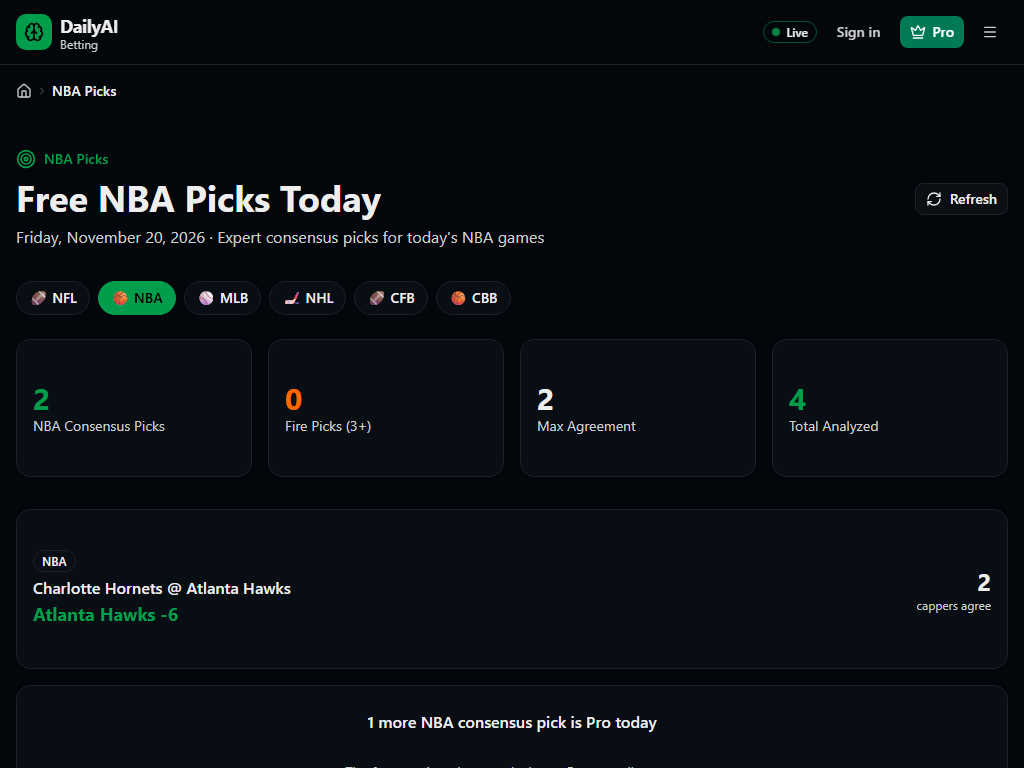 DailyAI
Betting
Live
Sign in
Pro
NBA Picks
NBA Picks
Free NBA Picks Today
Refresh
Friday, November 20, 2026 · Expert consensus picks for today's NBA games
NFL
NBA
MLB
NHL
CFB
CBB
2
NBA Consensus Picks
0
Fire Picks (3+)
2
Max Agreement
4
Total Analyzed
NBA
Charlotte Hornets @ Atlanta Hawks
Atlanta Hawks -6
2
cappers agree
1 more NBA consensus pick is Pro today